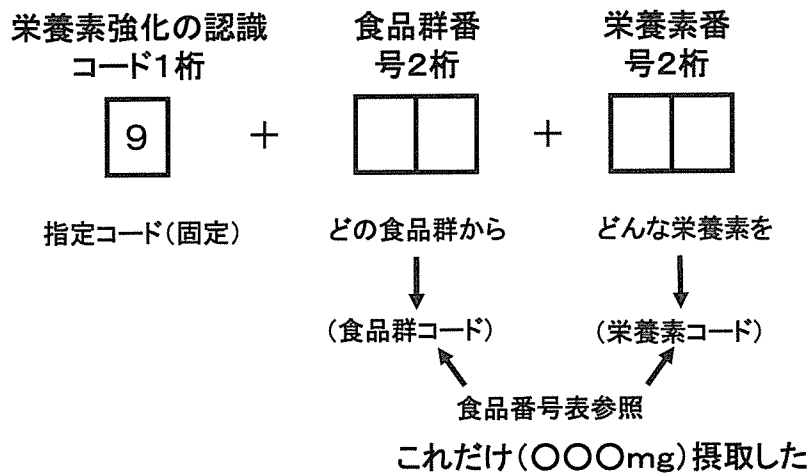 栄養素強化の認識
コード1桁
食品群番
号2桁
栄養素番
号2桁
9
+
+
指定コード(固定)
どの食品群から
どんな栄養素を
(食品群コード)
(栄養素コード)
食品番号表参照
これだけ(〇〇〇mg)摂取した